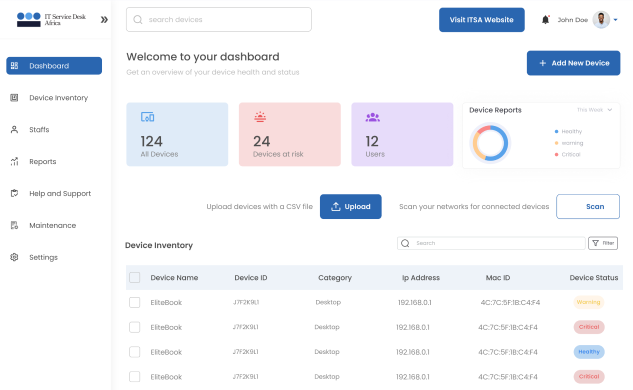 IT Service Desk
Africa
search devices
Visit ITSA Website
John Doe
Dashboard
Device Inventory
Staffs
Reports
Help and Support
Maintenance
Settings
Welcome to your dashboard
Get an overview of your device health and status
Add New Device
124
All Devices
24
Devices at risk
12
Users
Device Reports
This Week
Healthy
warning
Critical
Upload devices with a CSV file
Upload
Scan your networks for connected devices
Scan
Device Inventory
Search
Filter
Device Name Device ID Category Ip Address Mac ID Device Status
EliteBook J7F2K9L1 Desktop 192.168.0.1 4C:7C:5F:1B:C4:F4 Warning
EliteBook J7F2K9L1 Desktop 192.168.0.1 4C:7C:5F:1B:C4:F4 Critical
EliteBook J7F2K9L1 Desktop 192.168.0.1 4C:7C:5F:1B:C4:F4 Healthy
EliteBook J7F2K9L1 Desktop 192.168.0.1 4C:7C:5F:1B:C4:F4 Critical